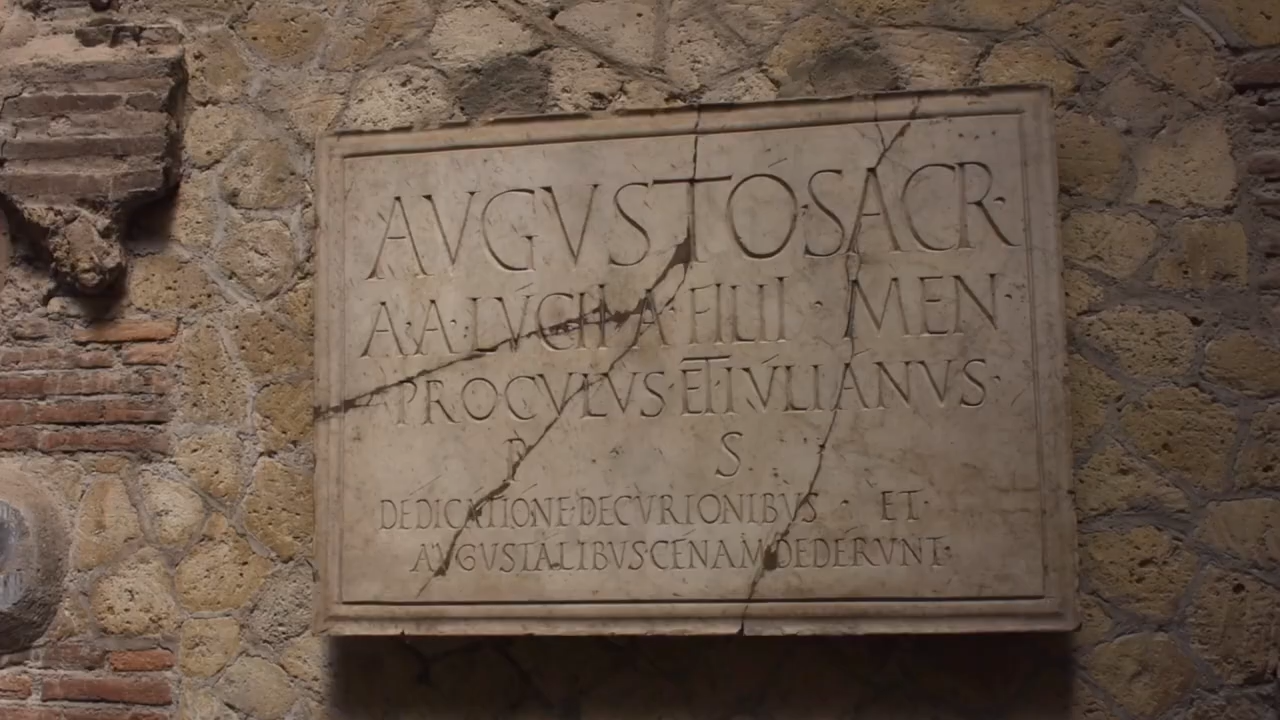 AVGVSTO·SACR·
A·A·LVCII·A·FILII·MEN·
PROCVLVS·ET·IVLIANVS·
P S
DEDICATIONE·DECVRIONIBVS·ET·
AVGVSTALIBVS·CENAM·DEDERVNT·